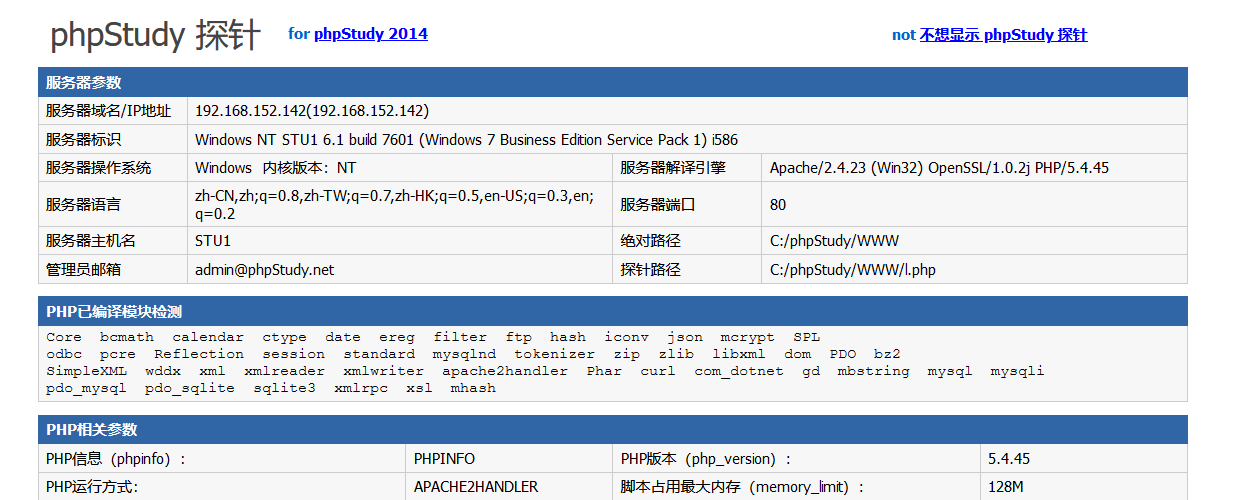 phpStudy 探针 for phpStudy 2014 not 不想显示 phpStudy 探针
服务器参数
服务器域名/IP地址 192.168.152.142(192.168.152.142)
服务器标识 Windows NT STU1 6.1 build 7601 (Windows 7 Business Edition Service Pack 1) i586
服务器操作系统 Windows 内核版本：NT 服务器解译引擎 Apache/2.4.23 (Win32) OpenSSL/1.0.2j PHP/5.4.45
服务器语言 zh-CN,zh;q=0.8,zh-TW;q=0.7,zh-HK;q=0.5,en-US;q=0.3,en;
q=0.2 服务器端口 80
服务器主机名 STU1 绝对路径 C:/phpStudy/WWW
管理员邮箱 admin@phpStudy.net 探针路径 C:/phpStudy/WWW/l.php
PHP已编译模块检测
Core bcmath calendar ctype date ereg filter ftp hash iconv json mcrypt SPL
odbc pcre Reflection session standard mysqlnd tokenizer zip zlib libxml dom PDO bz2
SimpleXML wddx xml xmlreader xmlwriter apache2handler Phar curl com_dotnet gd mbstring mysql mysqli
pdo_mysql pdo_sqlite sqlite3 xmlrpc xsl mhash
PHP相关参数
PHP信息（phpinfo）： PHPINFO PHP版本（php_version）： 5.4.45
PHP运行方式： APACHE2HANDLER 脚本占用最大内存（memory_limit）： 128M